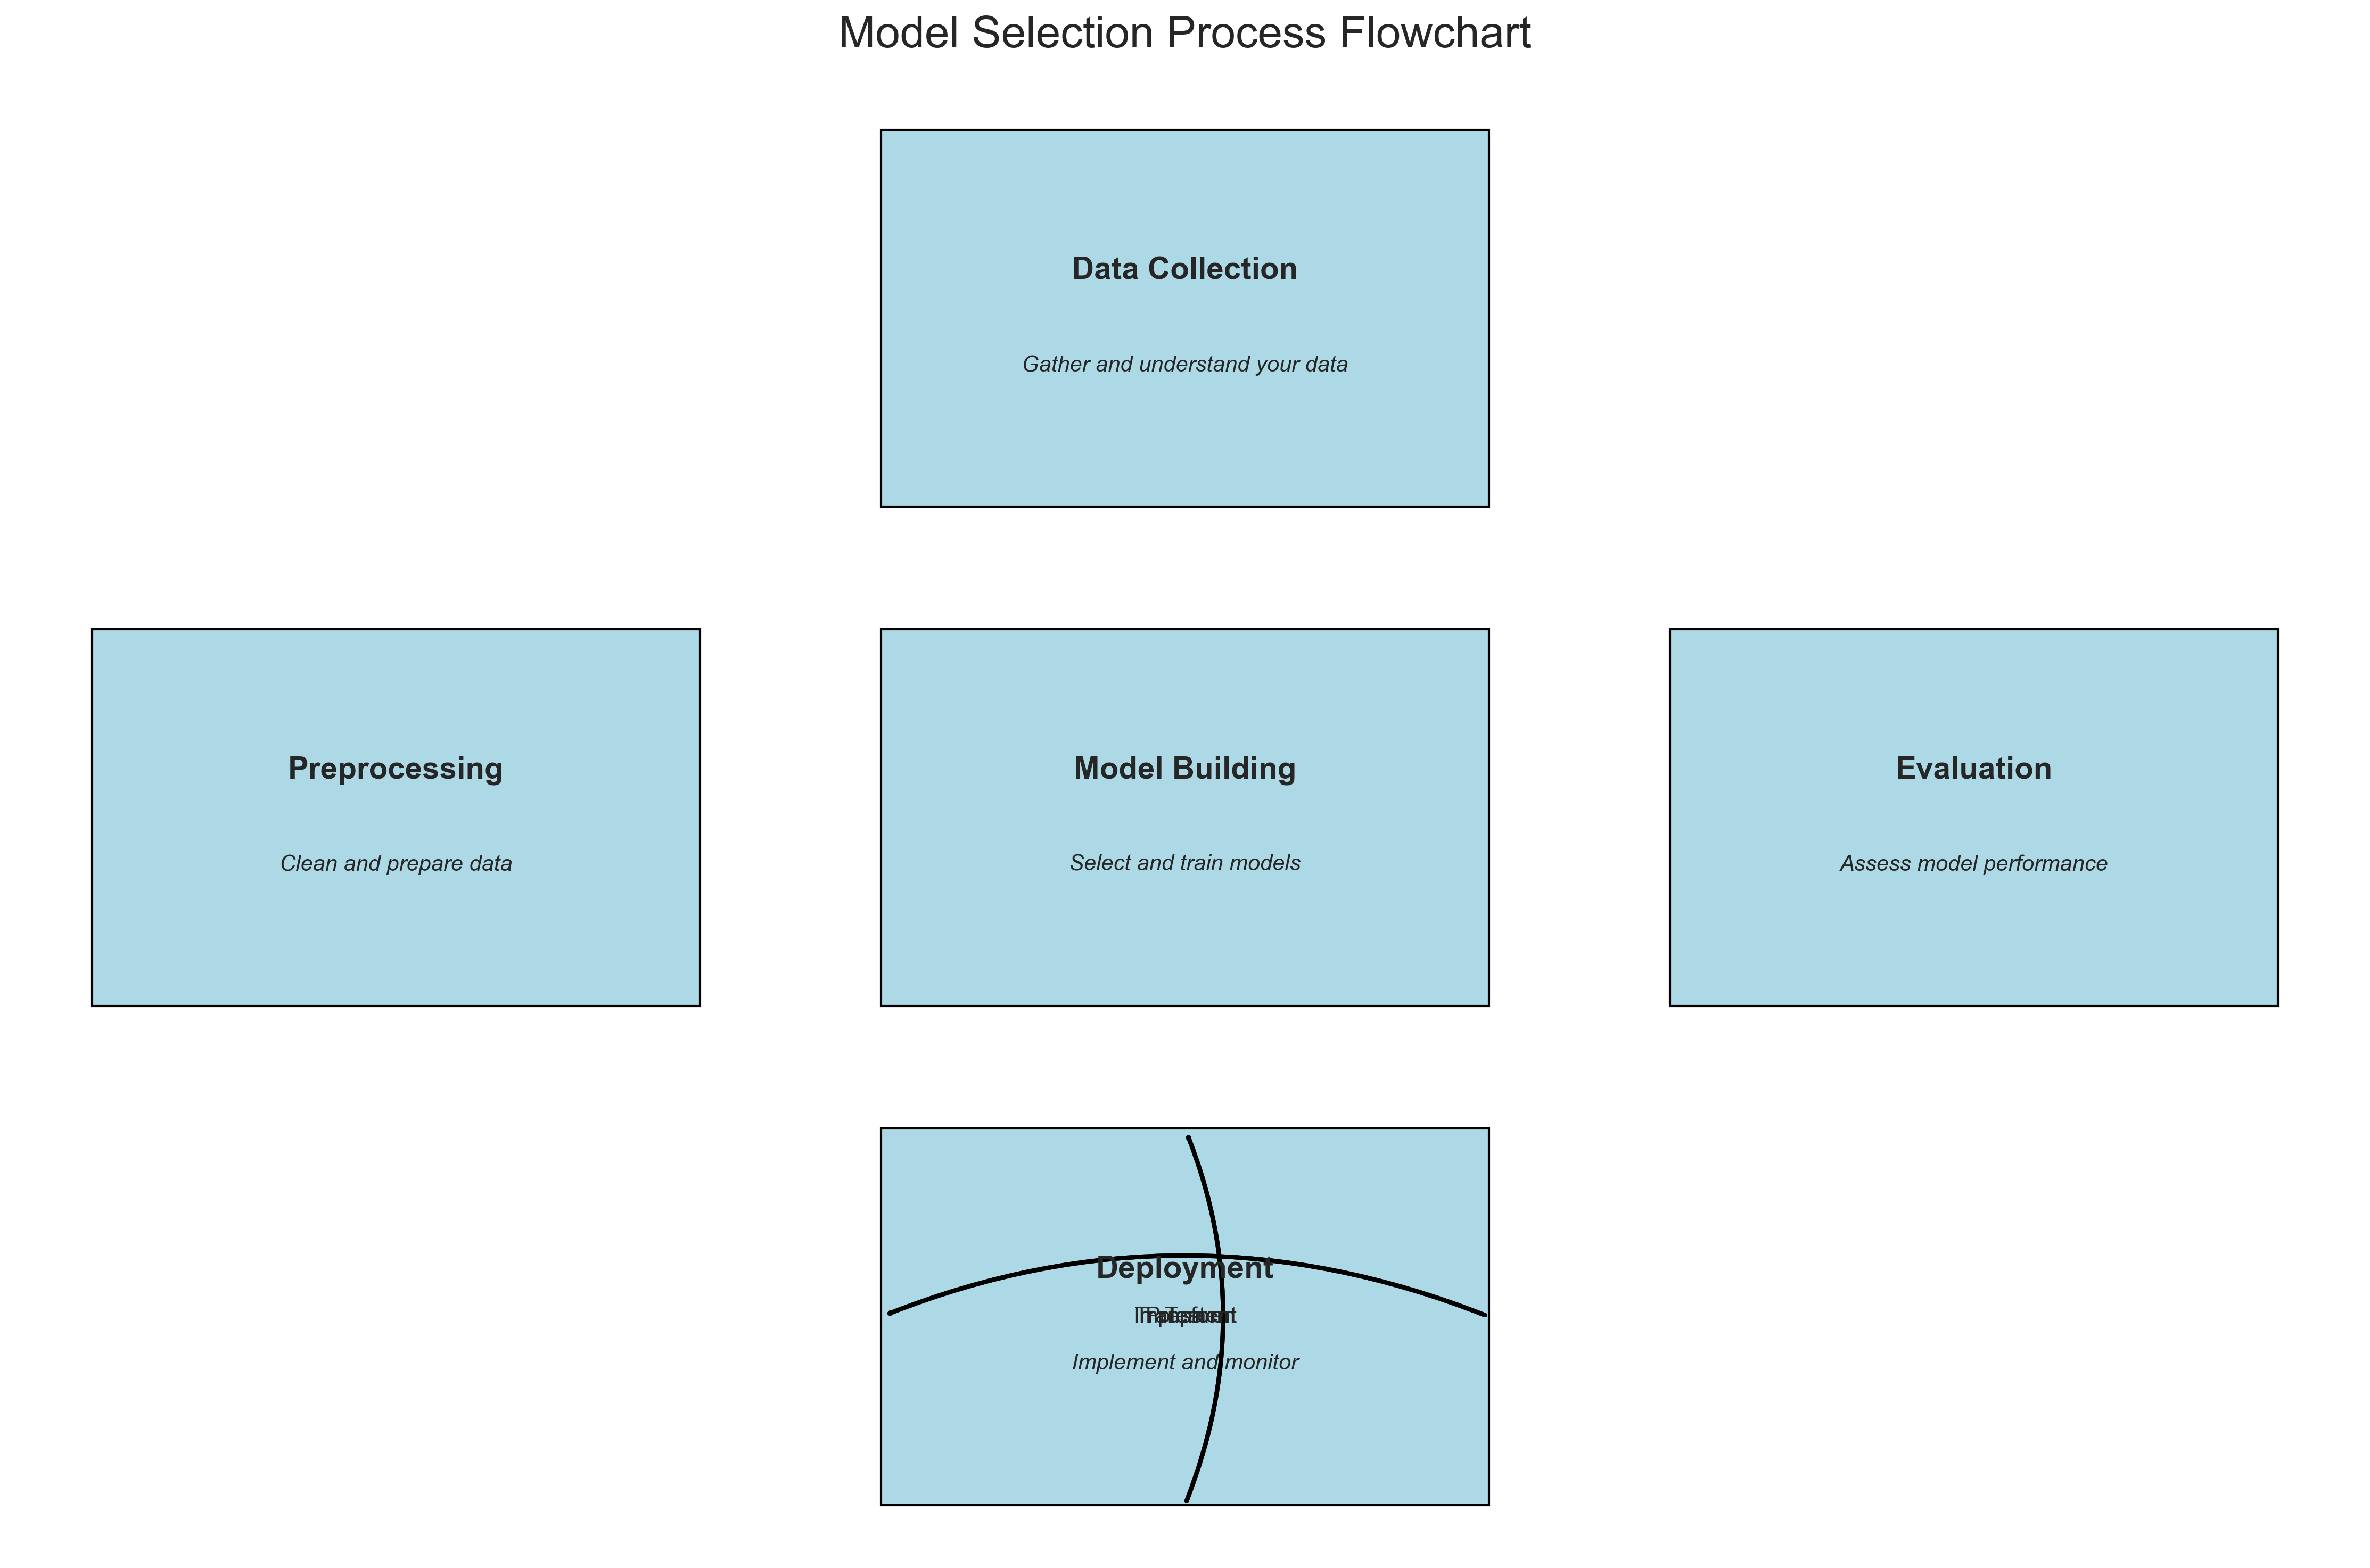 Model Selection Process Flowchart
Data Collection
Gather and understand your data
Preprocessing
Clean and prepare data
Model Building
Select and train models
Evaluation
Assess model performance
Deployment
Implement and monitor